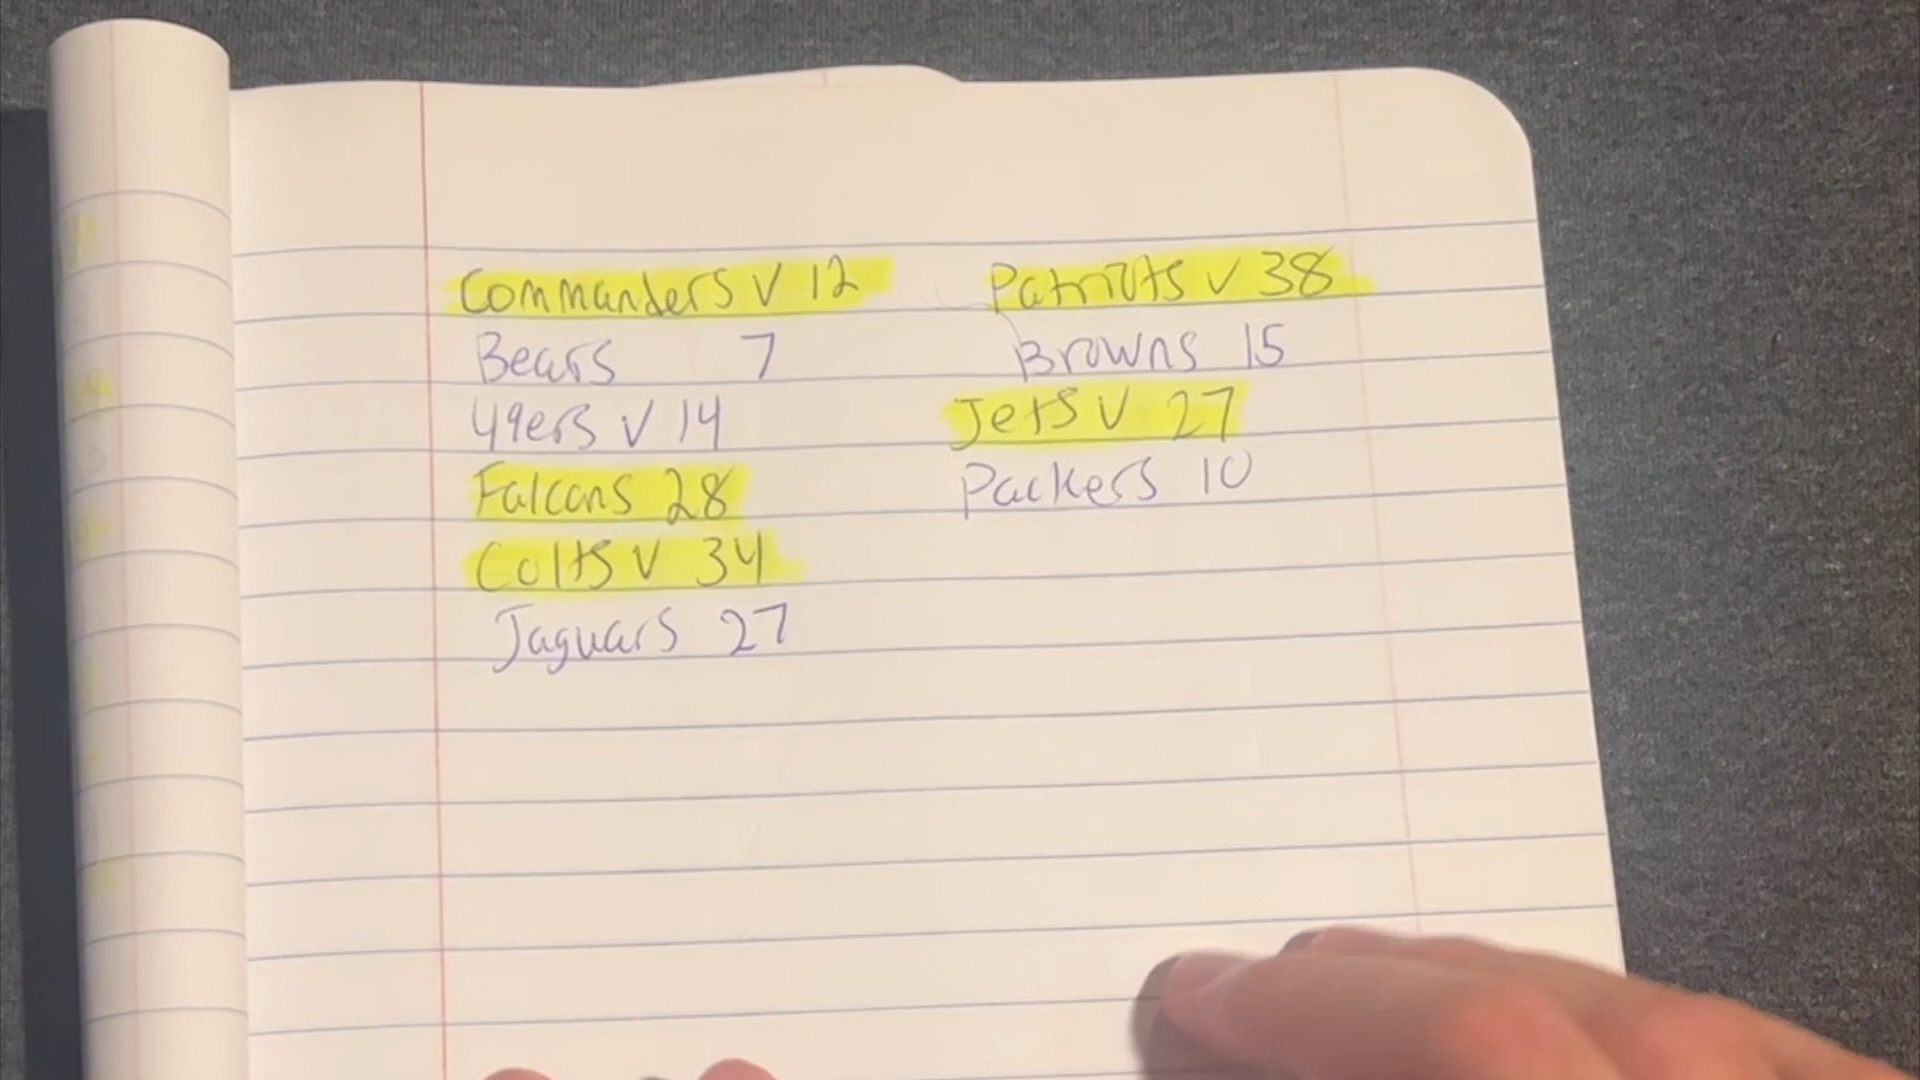 Commanders V 12
Bears 7
49ers V 14
Falcons 28
Colts V 34
Jaguars 27
Patriots V 38
Browns 15
Jets V 27
Packers 10